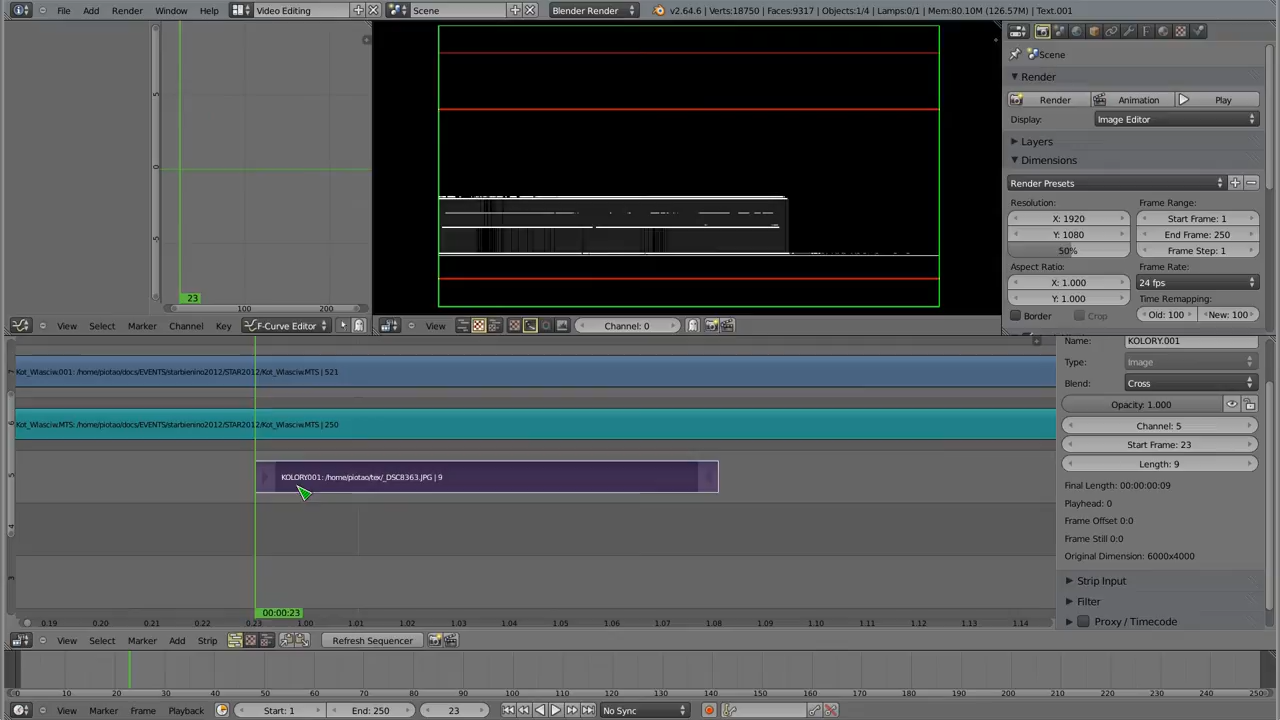 File Add Render Window Help Video Editing Scene Blender Render v2.64.6 | Verts:18750 | Faces:9317 | Objects:1/4 | Lamps:0/1 | Mem:80.10M (126.57M) | Text.001
Scene
Render
Render Animation Play
Display: Image Editor
Layers
Dimensions
Render Presets
Resolution: Frame Range:
X: 1920 Start Frame: 1
Y: 1080 End Frame: 250
50% Frame Step: 1
Aspect Ratio: Frame Rate:
X: 1.000 24 fps
Y: 1.000 Time Remapping:
Border Crop Old: 100 New: 100
5
0
-5
23
100 200
View Select Marker Channel Key F-Curve Editor
View Channel: 0
Name: KOLORY.001
Type: Image
Blend: Cross
Opacity: 1.000
Channel: 5
Start Frame: 23
Length: 9
Final Length: 00:00:00:09
Playhead: 0
Frame Offset 0:0
Frame Still 0:0
Original Dimension: 6000x4000
Strip Input
Filter
Proxy / Timecode
7
Kot_Wlasciw.001: /home/piotao/docs/EVENTS/starbienino2012/STAR2012/Kot_Wlasciw.MTS | 521
6
Kot_Wlasciw.MTS: /home/piotao/docs/EVENTS/starbienino2012/STAR2012/Kot_Wlasciw.MTS | 250
5
KOLORY.001: /home/piotao/tex/_DSC8363.JPG | 9
4
3
00:00:23
0.19 0.20 0.21 0.22 0.23 1.00 1.01 1.02 1.03 1.04 1.05 1.06 1.07 1.08 1.09 1.10 1.11 1.12 1.13 1.14
View Select Marker Add Strip Refresh Sequencer
0 10 20 30 40 50 60 70 80 90 100 110 120 130 140 150 160 170 180 190 200 210 220 230 240 250
View Marker Frame Playback Start: 1 End: 250 23 No Sync